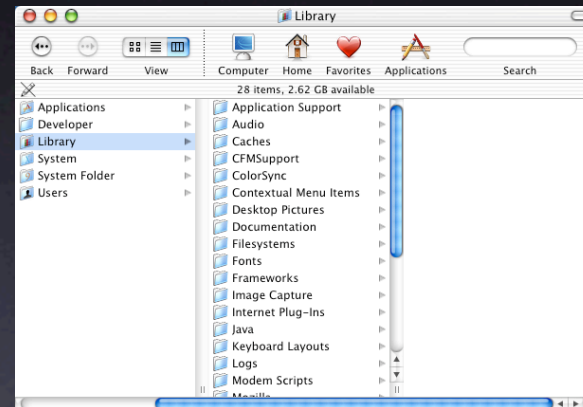 Library
Back Forward View Computer Home Favorites Applications Search
28 items, 2.62 GB available
Applications
Developer
Library
System
System Folder
Users
Application Support
Audio
Caches
CFMSupport
ColorSync
Contextual Menu Items
Desktop Pictures
Documentation
Filesystems
Fonts
Frameworks
Image Capture
Internet Plug-Ins
Java
Keyboard Layouts
Logs
Modem Scripts
Mozilla